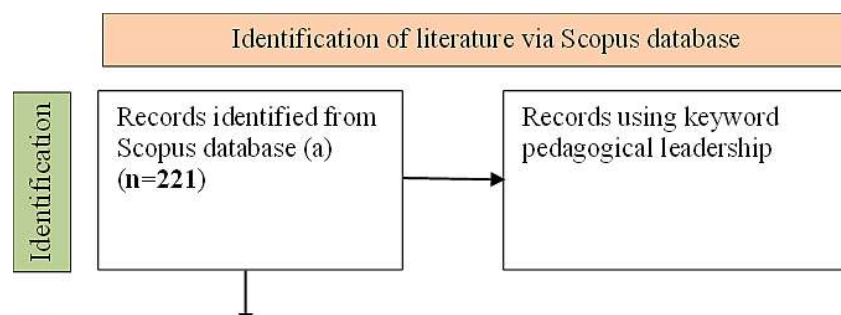 Identification of literature via Scopus database
Identification
Records identified from
Scopus database (a)
(n=221)
Records using keyword
pedagogical leadership